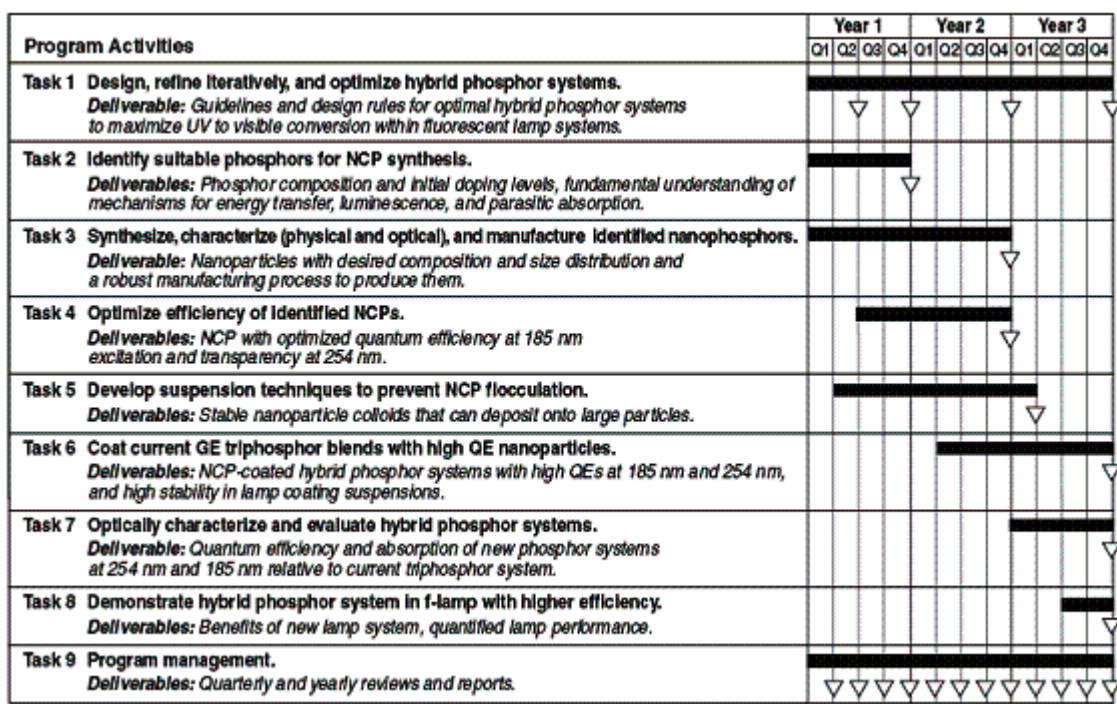 Year 1 Year 2 Year 3
Program Activities Q1 Q2 Q3 Q4 Q1 Q2 Q3 Q4 Q1 Q2 Q3 Q4
Task 1 Design, refine iteratively, and optimize hybrid phosphor systems.
Deliverable: Guidelines and design rules for optimal hybrid phosphor systems
to maximize UV to visible conversion within fluorescent lamp systems.
Task 2 Identify suitable phosphors for NCP synthesis.
Deliverables: Phosphor composition and initial doping levels, fundamental understanding of
mechanisms for energy transfer, luminescence, and parasitic absorption.
Task 3 Synthesize, characterize (physical and optical), and manufacture identified nanophosphors.
Deliverable: Nanoparticles with desired composition and size distribution and
a robust manufacturing process to produce them.
Task 4 Optimize efficiency of identified NCPs.
Deliverables: NCP with optimized quantum efficiency at 185 nm
excitation and transparency at 254 nm.
Task 5 Develop suspension techniques to prevent NCP flocculation.
Deliverables: Stable nanoparticle colloids that can deposit onto large particles.
Task 6 Coat current GE triphosphor blends with high QE nanoparticles.
Deliverables: NCP-coated hybrid phosphor systems with high QEs at 185 nm and 254 nm,
and high stability in lamp coating suspensions.
Task 7 Optically characterize and evaluate hybrid phosphor systems.
Deliverable: Quantum efficiency and absorption of new phosphor systems
at 254 nm and 185 nm relative to current triphosphor system.
Task 8 Demonstrate hybrid phosphor system in f-lamp with higher efficiency.
Deliverables: Benefits of new lamp system, quantified lamp performance.
Task 9 Program management.
Deliverables: Quarterly and yearly reviews and reports.